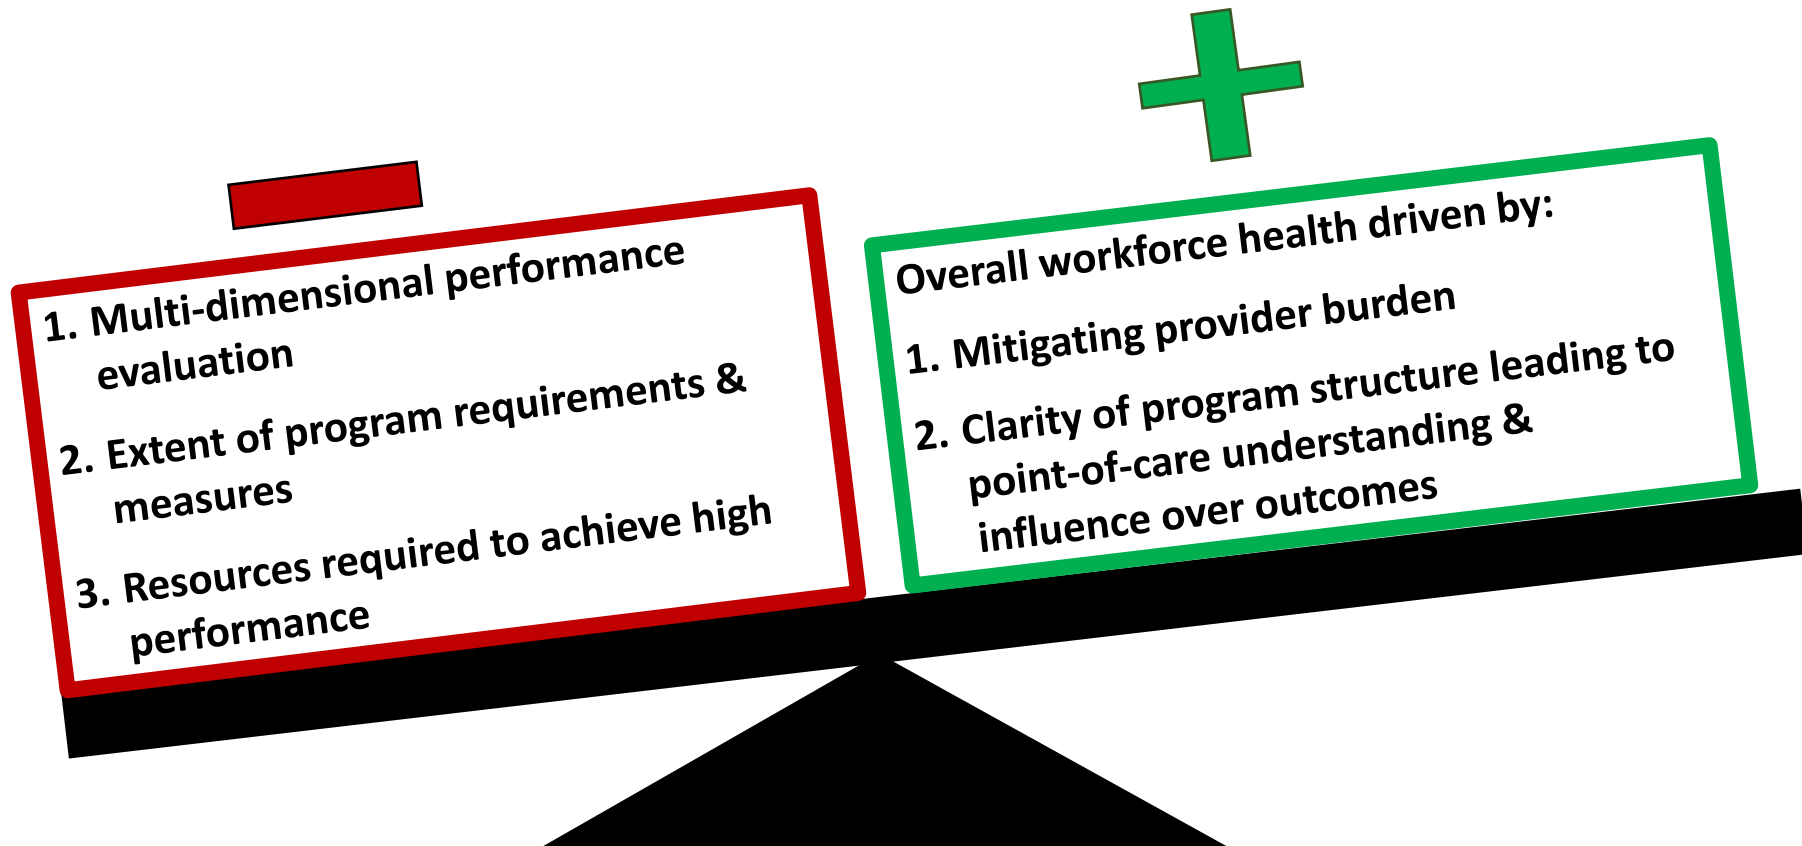 1. Multi-dimensional performance
evaluation
2. Extent of program requirements &
measures
3. Resources required to achieve high
performance
Overall workforce health driven by:
1. Mitigating provider burden
2. Clarity of program structure leading to
point-of-care understanding &
influence over outcomes